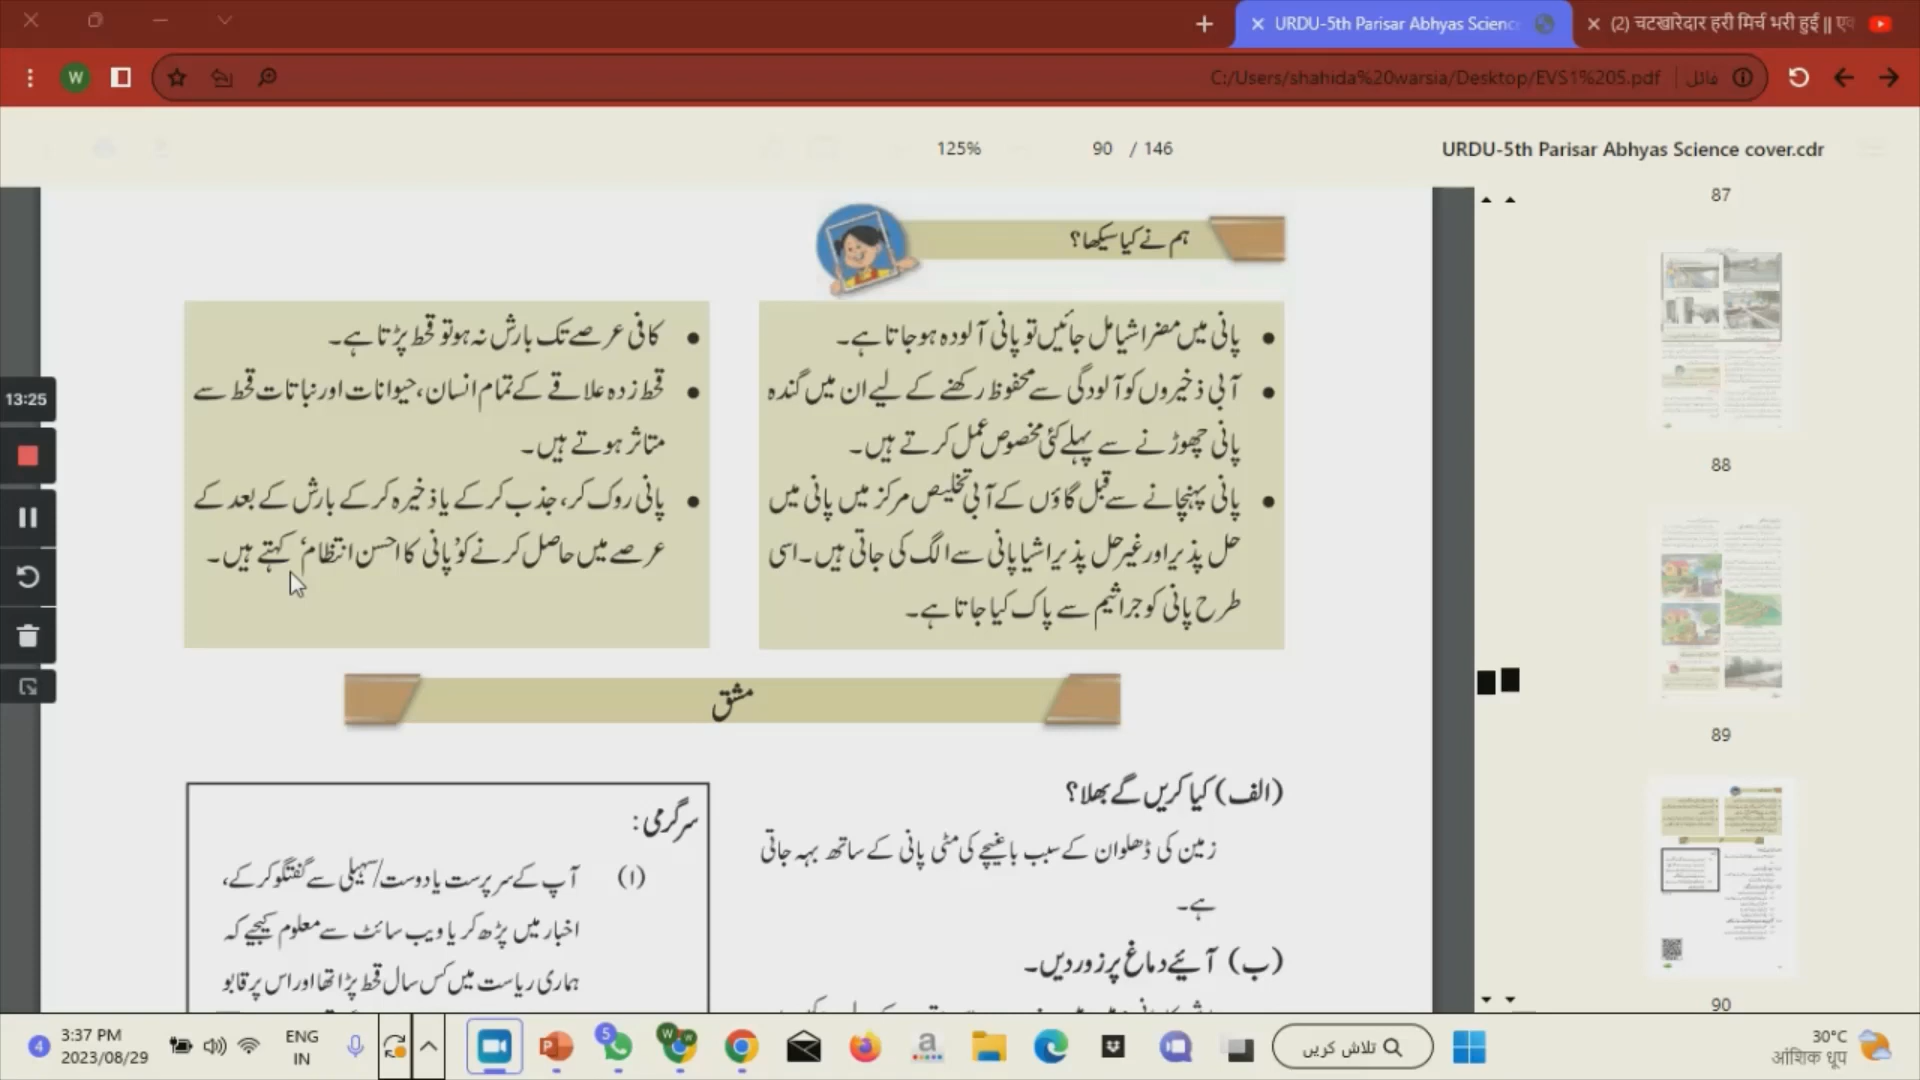 URDU-5th Parisar Abhyas Scienc
(2) चटखारेदार हरी मिर्च भरी हुई || ए
W
C:/Users/shahida%20warsia/Desktop/EVS1%205.pdf
فائل
125%
90 / 146
URDU-5th Parisar Abhyas Science cover.cdr
ہم نے کیا سیکھا؟
پانی میں مضر اشیا مل جائیں تو پانی آلودہ ہو جاتا ہے۔
آبی ذخیروں کو آلودگی سے محفوظ رکھنے کے لیے ان میں گندہ
پانی چھوڑنے سے پہلے کئی مخصوص عمل کرتے ہیں۔
پانی پہنچانے سے قبل گاؤں کے آبی تخلیص مرکز میں پانی میں
حل پذیر اور غیر حل پذیر اشیا پانی سے الگ کی جاتی ہیں۔ اسی
طرح پانی کو جراثیم سے پاک کیا جاتا ہے۔
کافی عرصے تک بارش نہ ہو تو قحط پڑتا ہے۔
قحط زدہ علاقے کے تمام انسان، حیوانات اور نباتات قحط سے
متاثر ہوتے ہیں۔
پانی روک کر، جذب کر کے یا ذخیرہ کر کے بارش کے بعد کے
عرصے میں حاصل کرنے کو ’پانی کا احسن انتظام‘ کہتے ہیں۔
مشق
(الف) کیا کریں گے بھلا؟
زمین کی ڈھلوان کے سبب باغیچے کی مٹی پانی کے ساتھ بہہ جاتی
ہے۔
(ب) آیئے دماغ پر زور دیں۔
سرگرمی :
(۱) آپ کے سرپرست یا دوست/سہیلی سے گفتگو کر کے،
اخبار میں پڑھ کر یا ویب سائٹ سے معلوم کیجیے کہ
ہماری ریاست میں کس سال قحط پڑا تھا اور اس پر قابو
87
88
89
90
13:25
4
3:37 PM
2023/08/29
ENG
IN
5
تلاش کریں
30°C
आंशिक धूप